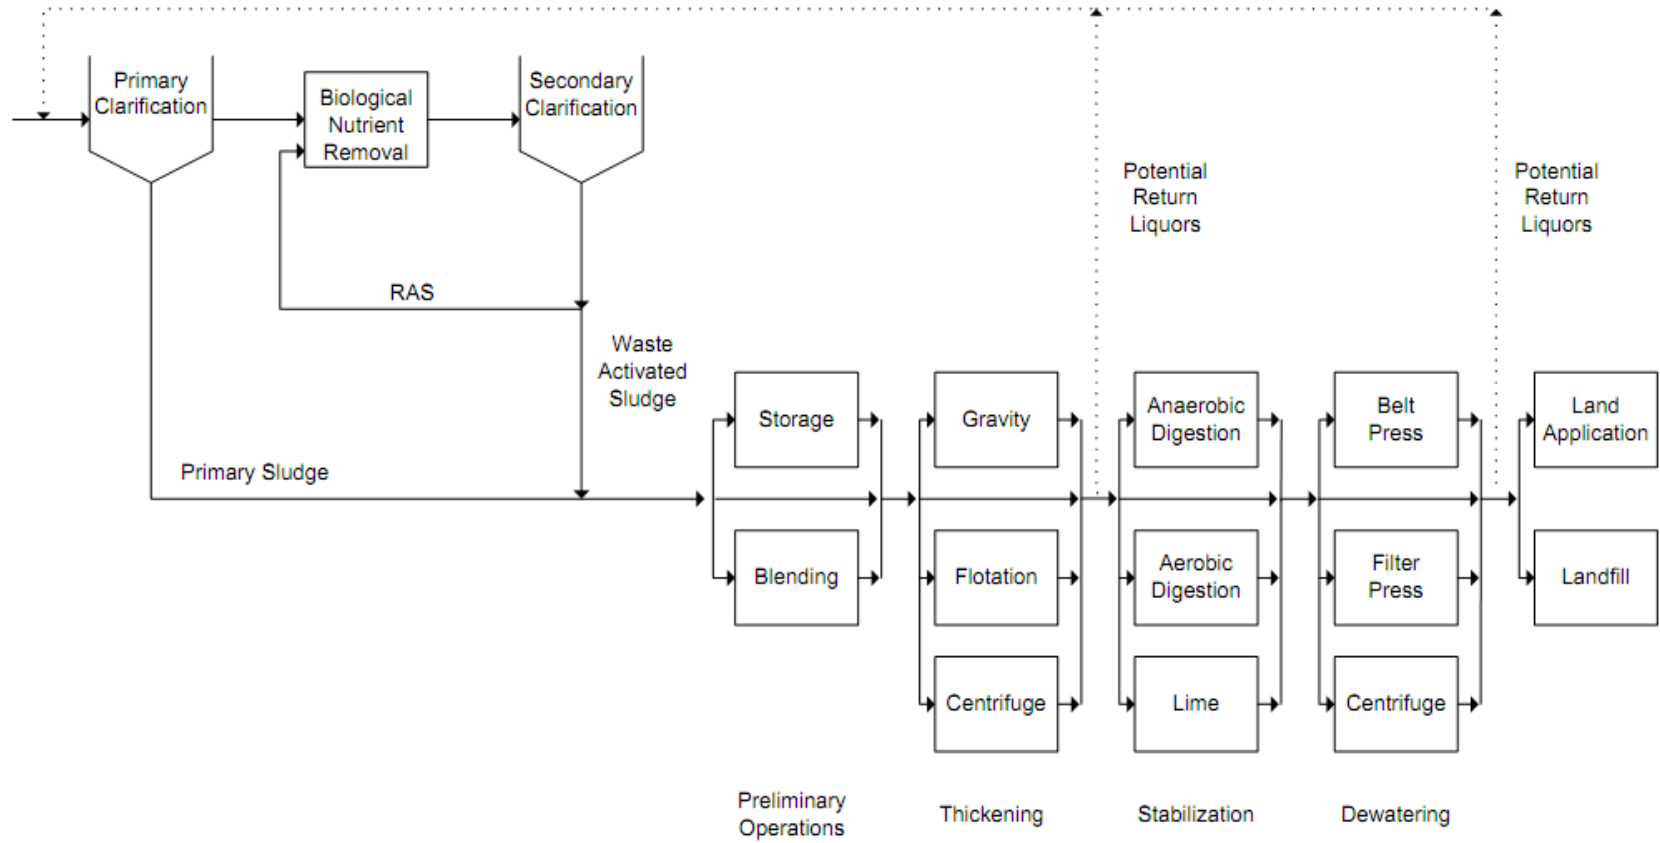 Primary
Clarification
Biological
Nutrient
Removal
Secondary
Clarification
Potential
Return
Liquors
Potential
Return
Liquors
RAS
Waste
Activated
Sludge
Primary Sludge
Storage
Gravity
Anaerobic
Digestion
Belt
Press
Land
Application
Blending
Flotation
Aerobic
Digestion
Filter
Press
Landfill
Centrifuge
Lime
Centrifuge
Preliminary
Operations
Thickening
Stabilization
Dewatering